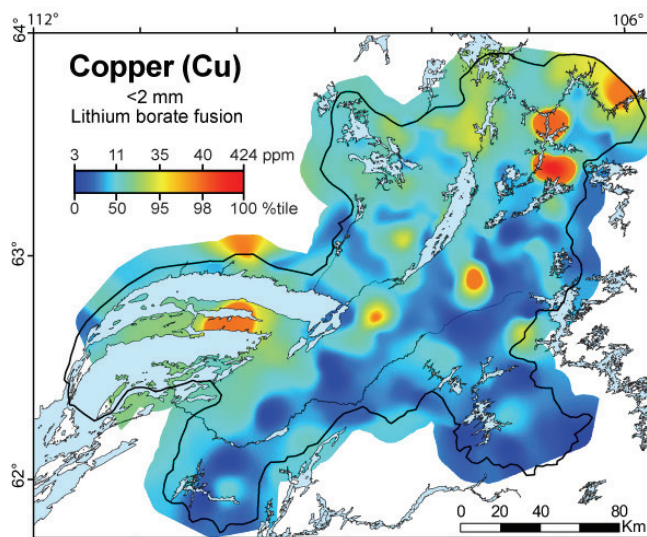 112°
106°
64°
Copper (Cu)
<2 mm
Lithium borate fusion
3 11 35 40 424 ppm
0 50 95 98 100 %tile
63°
62°
0 20 40 60 80
Km